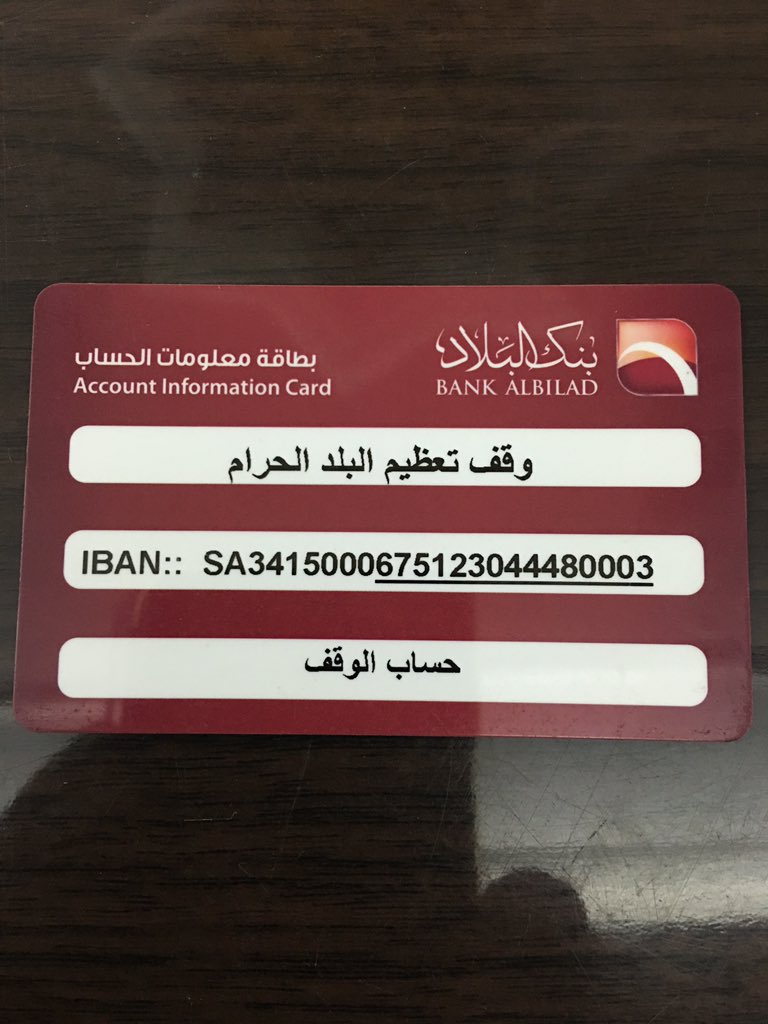 بنك البلاد
BANK ALBILAD
بطاقة معلومات الحساب
Account Information Card
وقف تعظيم البلد الحرام
IBAN:: SA3415000675123044480003
حساب الوقف